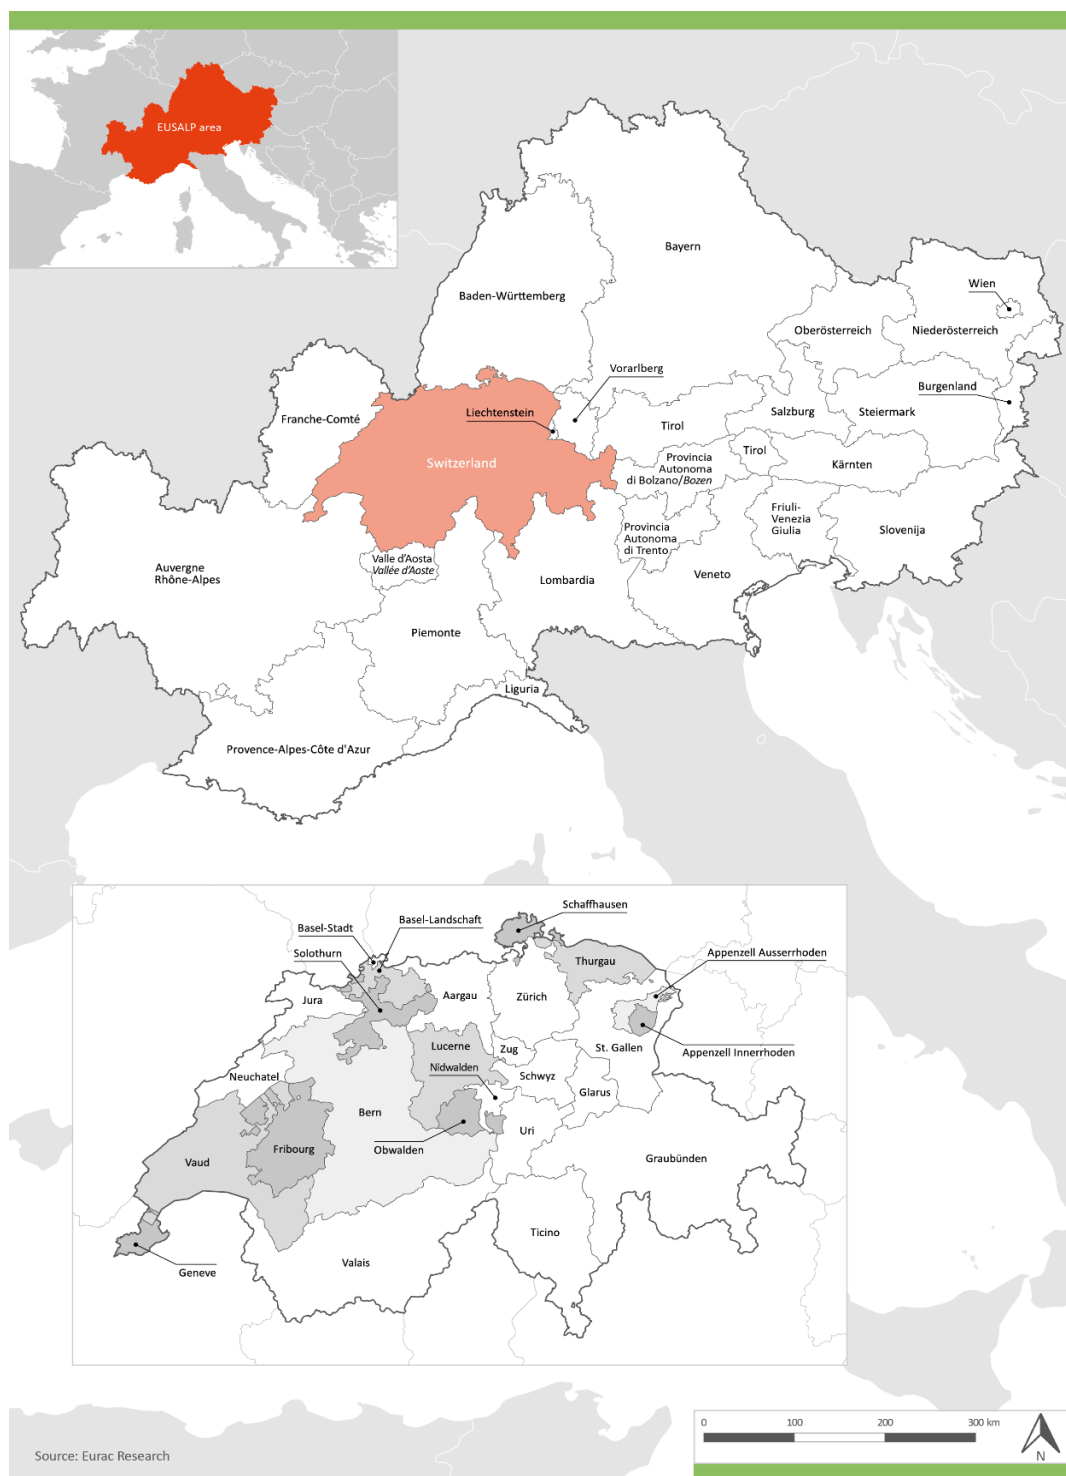 EUSALP area
Bayern
Baden-Württemberg
Wien
Oberösterreich
Niederösterreich
Vorarlberg
Burgenland
Liechtenstein
Franche-Comté
Salzburg
Steiermark
Tirol
Switzerland
Provincia
Autonoma
di Bolzano/Bozen
Tirol
Kärnten
Friuli-
Venezia
Giulia
Slovenija
Provincia
Autonoma
di Trento
Valle d'Aosta
Vallée d'Aoste
Auvergne
Rhône-Alpes
Lombardia
Veneto
Piemonte
Liguria
Provence-Alpes-Côte d'Azur
Schaffhausen
Basel-Landschaft
Basel-Stadt
Solothurn
Thurgau
Appenzell Ausserrhoden
Jura
Aargau
Zürich
Lucerne
Zug
St. Gallen
Appenzell Innerrhoden
Nidwalden
Neuchatel
Schwyz
Glarus
Bern
Uri
Fribourg
Obwalden
Vaud
Graubünden
Ticino
Valais
Geneve
0 100 200 300 km
N
Source: Eurac Research